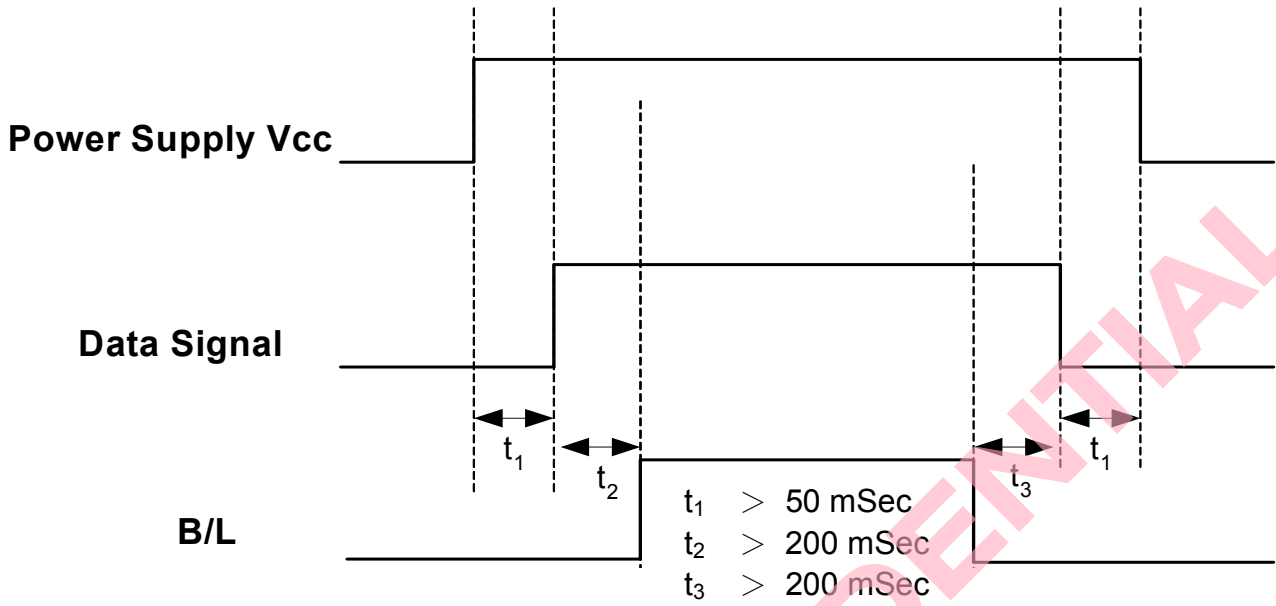 Power Supply Vcc
Data Signal
t1
t2
t3
t1
B/L
t1 > 50 mSec
t2 > 200 mSec
t3 > 200 mSec